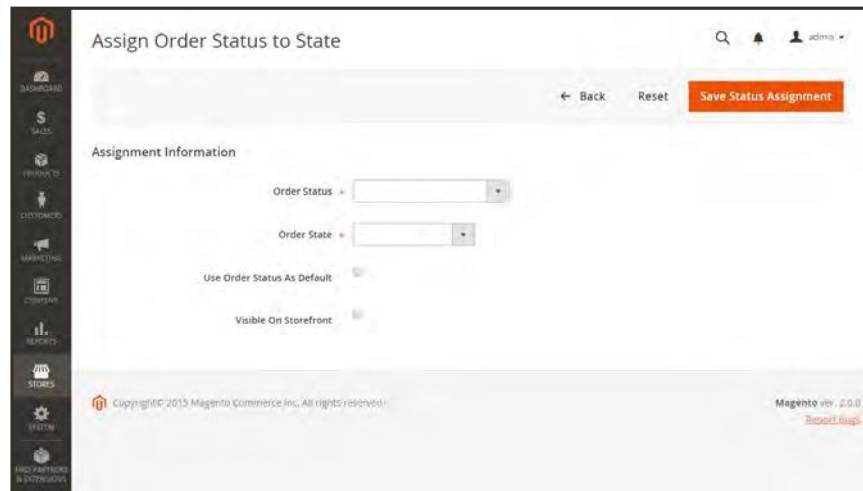 Assign Order Status to State
admin
DASHBOARD
SALES
PRODUCTS
CUSTOMERS
MARKETING
CONTENT
REPORTS
STORES
SYSTEM
FIND PARTNERS
& EXTENSIONS
← Back Reset Save Status Assignment
Assignment Information
Order Status *
Order State *
Use Order Status As Default
Visible On Storefront
Copyright© 2015 Magento Commerce Inc. All rights reserved.
Magento ver. 2.0.0
Report Bugs